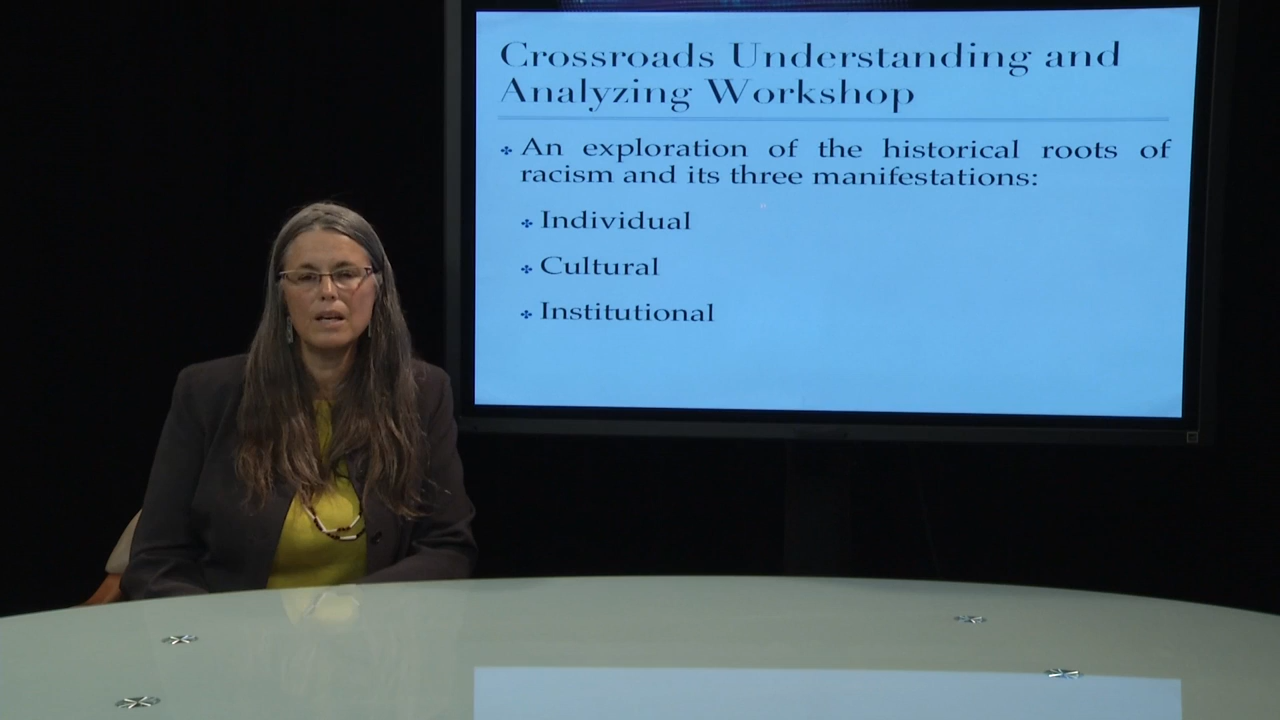 Crossroads Understanding and
Analyzing Workshop
An exploration of the historical roots of
racism and its three manifestations:
Individual
Cultural
Institutional